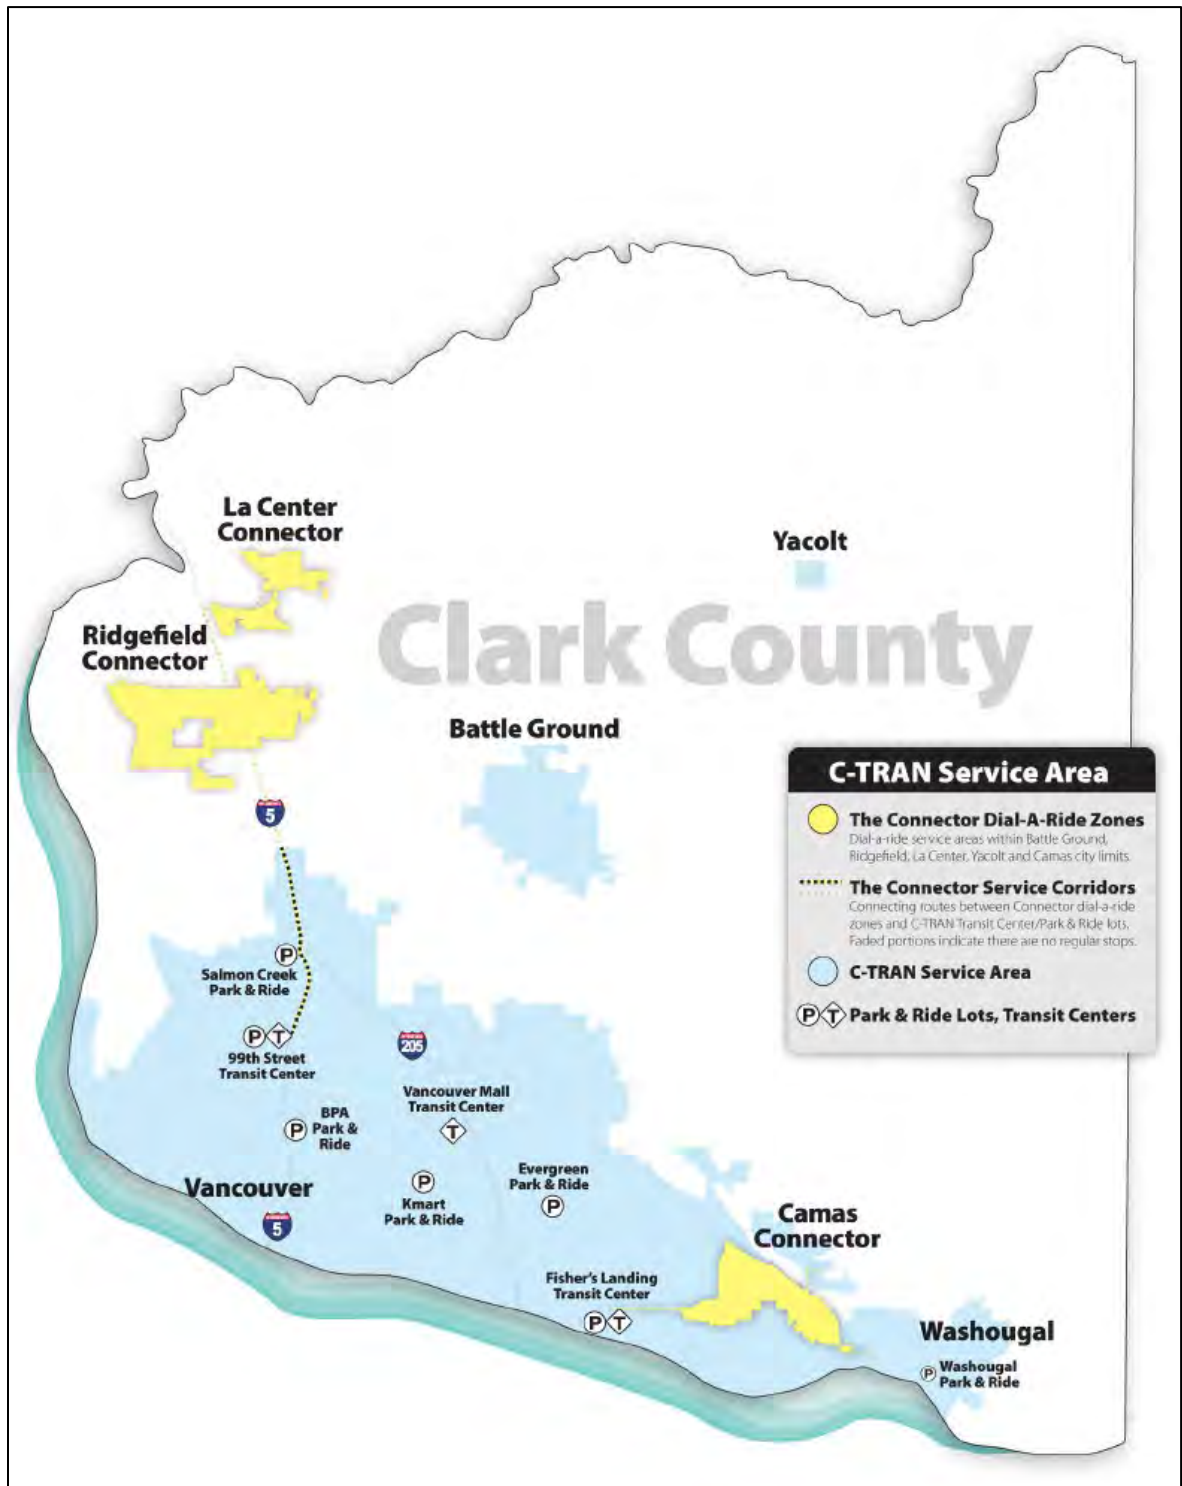 La Center
Connector
Yacolt
Clark County
Ridgefield
Connector
Battle Ground
5
C-TRAN Service Area
The Connector Dial-A-Ride Zones
Dial-a-ride service areas within Battle Ground,
Ridgefield, La Center, Yacolt and Camas city limits.
The Connector Service Corridors
Connecting routes between Connector dial-a-ride
zones and C-TRAN Transit Center/Park & Ride lots.
Faded portions indicate there are no regular stops.
C-TRAN Service Area
P T Park & Ride Lots, Transit Centers
P
Salmon Creek
Park & Ride
P T
99th Street
Transit Center
205
Vancouver Mall
Transit Center
T
P
BPA
Park &
Ride
Vancouver
5
P
Kmart
Park & Ride
Evergreen
Park & Ride
P
Camas
Connector
Fisher's Landing
Transit Center
P T
Washougal
P
Washougal
Park & Ride